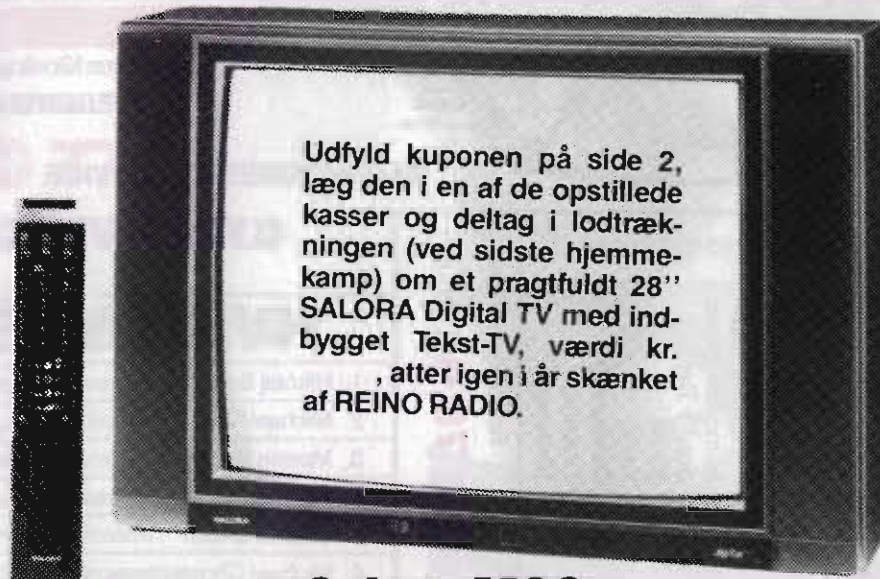 Udfyld kuponen på side 2,
læg den i en af de opstillede
kasser og deltag i lodtræk-
ningen (ved sidste hjemme-
kamp) om et pragtfuldt 28''
SALORA Digital TV med ind-
bygget Tekst-TV, værdi kr.
, atter igen i år skænket
af REINO RADIO.